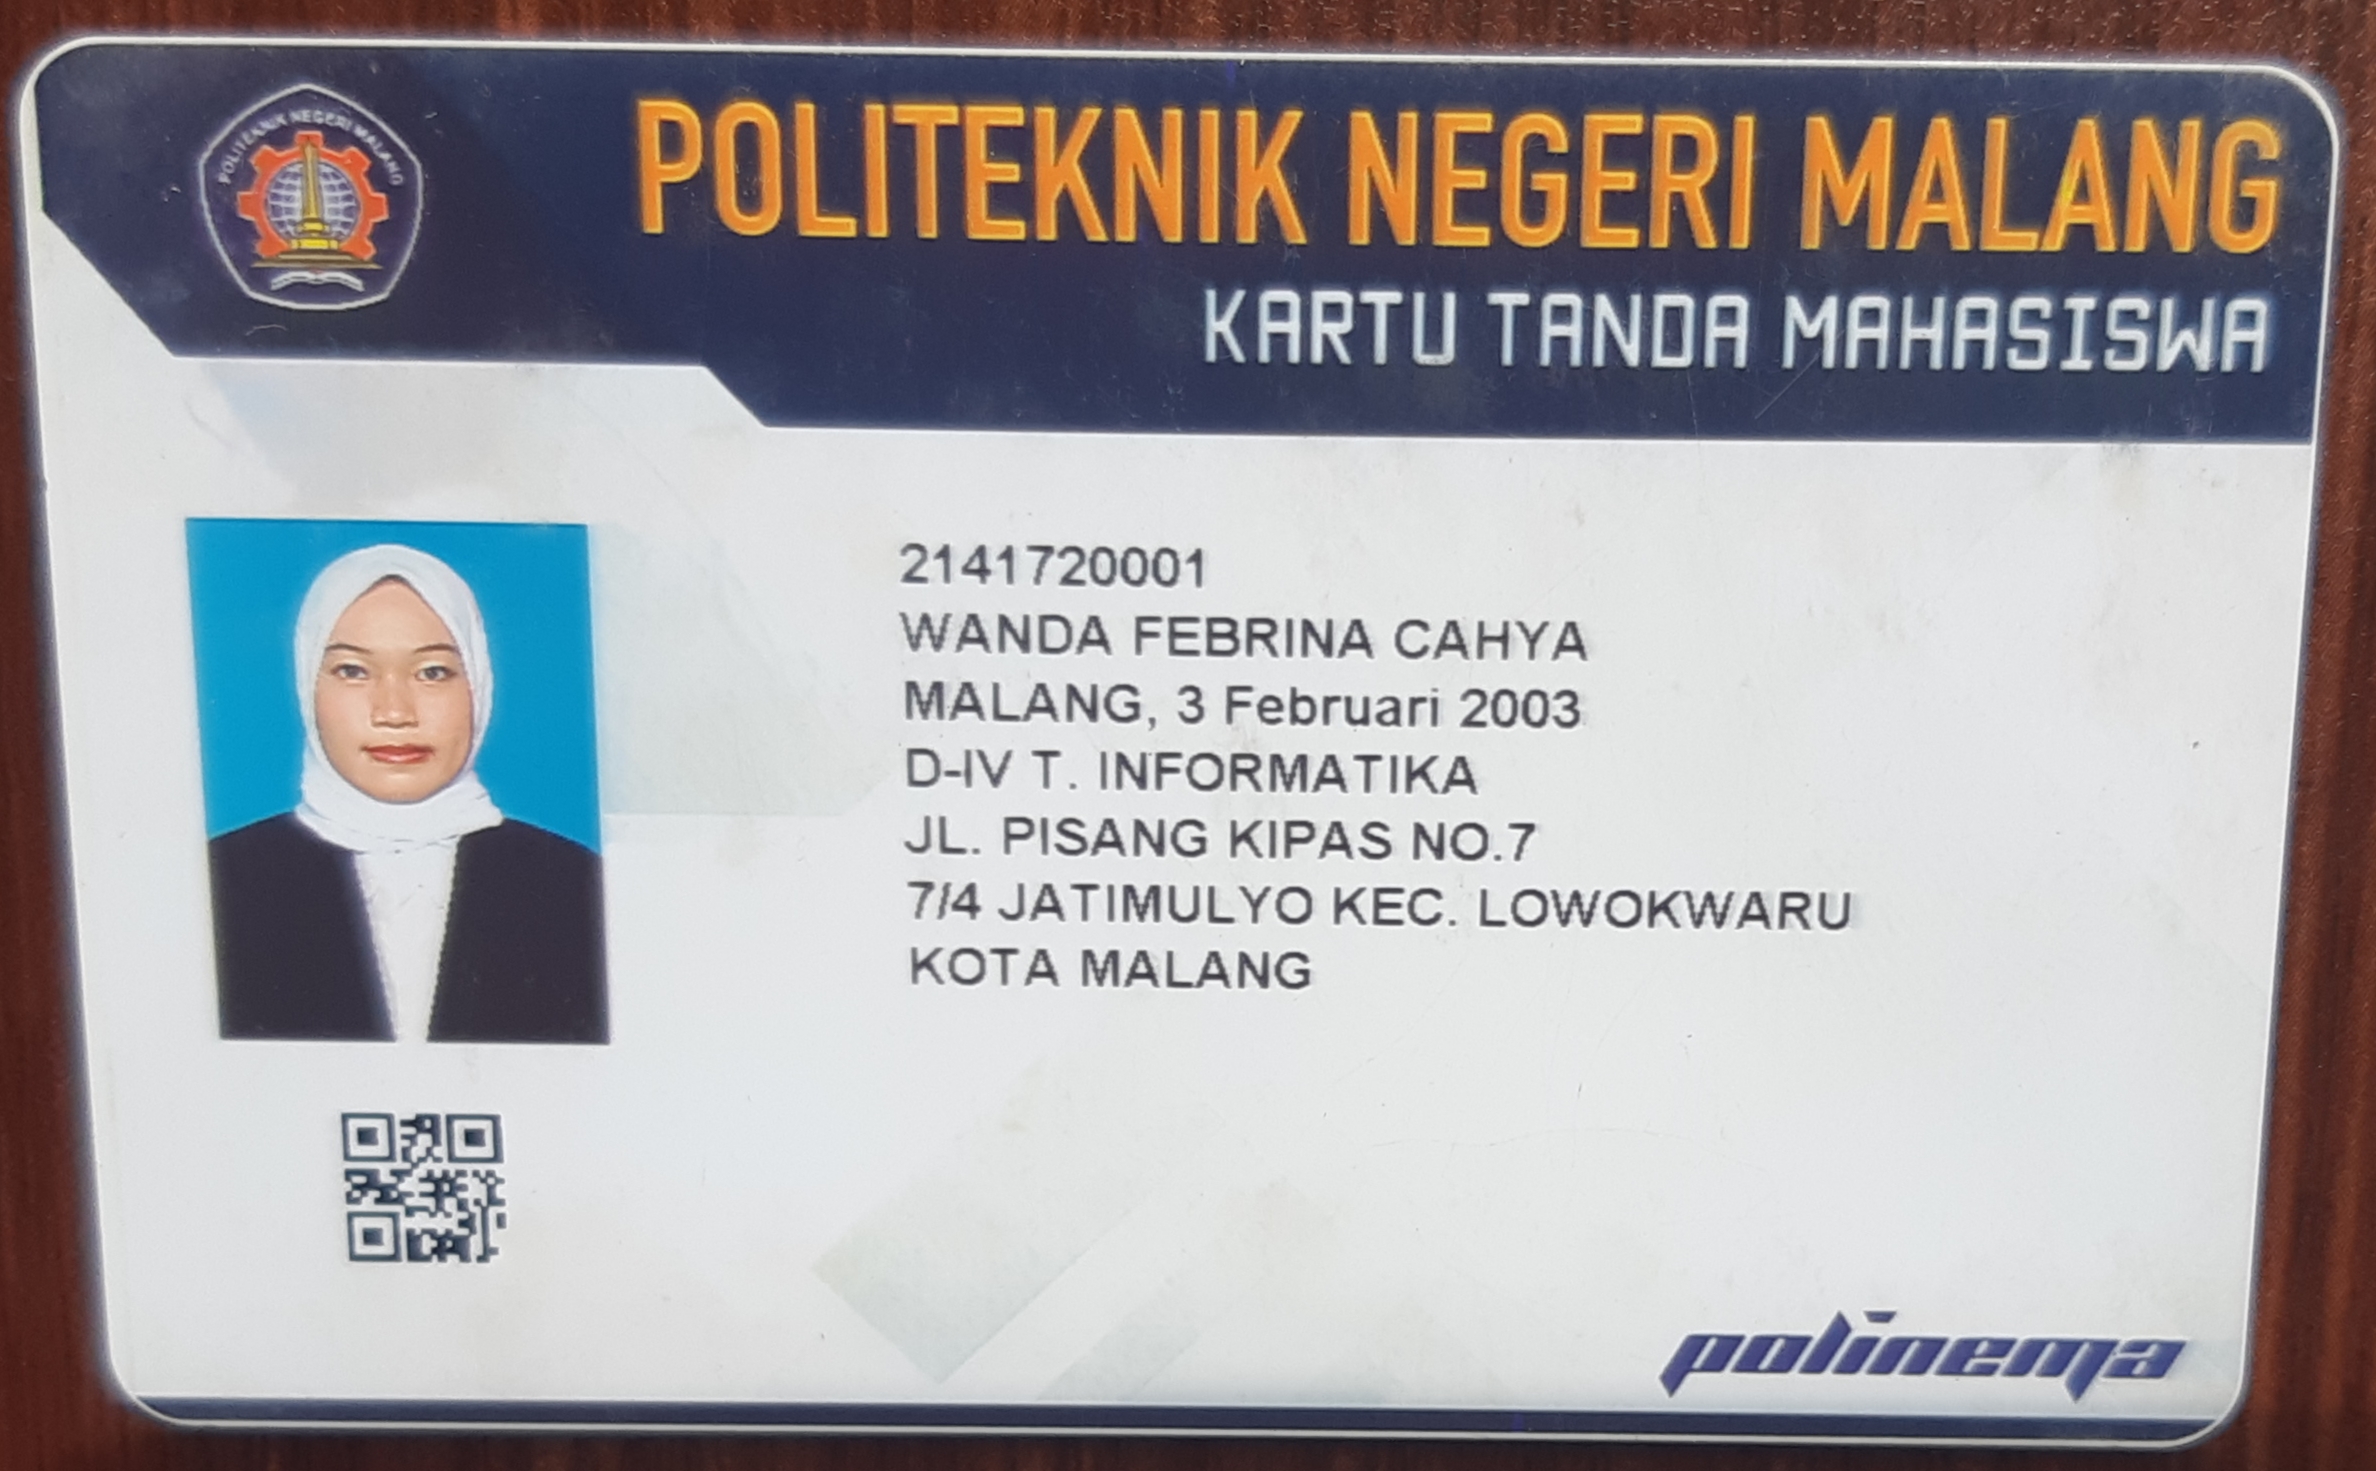 POLITEKNIK NEGERI MALANG
POLITEKNIK NEGERI MALANG
KARTU TANDA MAHASISWA
2141720001
WANDA FEBRINA CAHYA
MALANG, 3 Februari 2003
D-IV T. INFORMATIKA
JL. PISANG KIPAS NO.7
7/4 JATIMULYO KEC. LOWOKWARU
KOTA MALANG
polinema